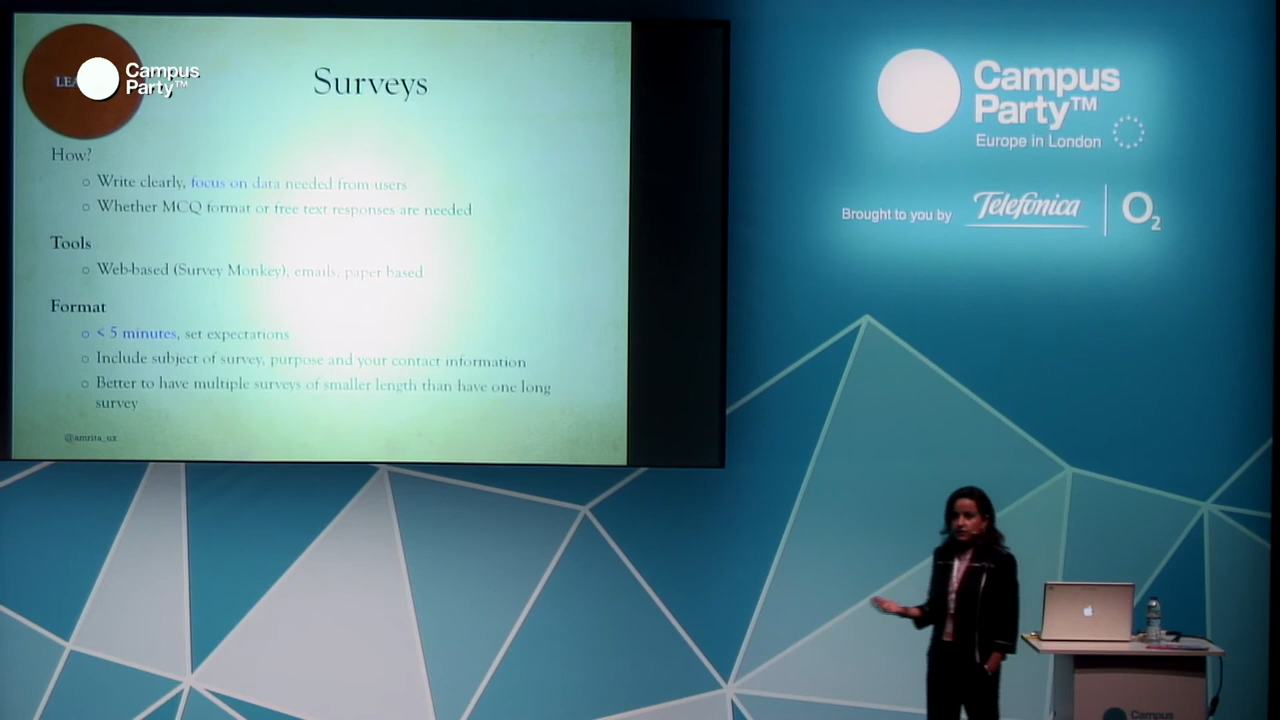 Campus
Party™
Surveys
How?
Write clearly, focus on data needed from users
Whether MCQ format or free text responses are needed
Tools
Web-based (Survey Monkey), emails, paper based
Format
< 5 minutes, set expectations
Include subject of survey, purpose and your contact information
Better to have multiple surveys of smaller length than have one long
survey
@amrita_ux
Campus
Party™
Europe in London
Brought to you by
Telefónica
O2
Campus